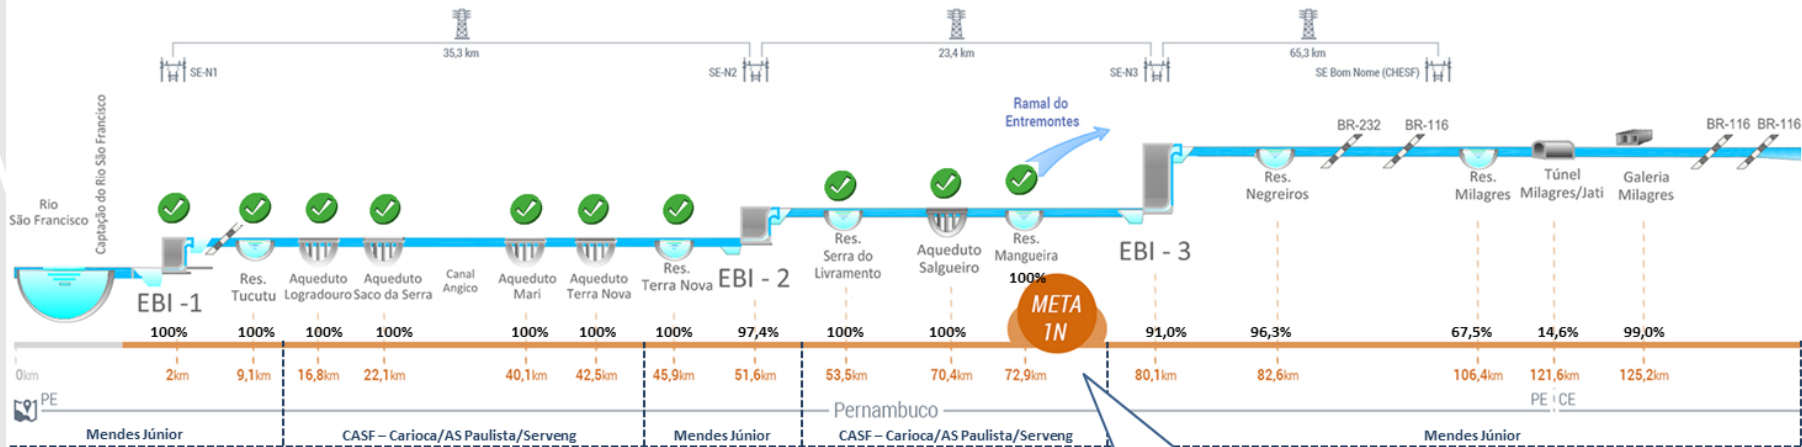 35,3 km
23,4 km
65,3 km
SE-N1
SE-N2
SE-N3
SE Bom Nome (CHESF)
Ramal do
Entremontes
BR-232
BR-116
BR-116
BR-116
Rio
São Francisco
Captação do Rio São Francisco
EBI -1
Res.
Tucutu
Aqueduto
Logradouro
Aqueduto
Saco da Serra
Canal
Angico
Aqueduto
Mari
Aqueduto
Terra Nova
Res.
Terra Nova
EBI - 2
Res.
Serra do
Livramento
Aqueduto
Salgueiro
Res.
Mangueira
EBI - 3
Res.
Negreiros
Res.
Milagres
Túnel
Milagres/Jati
Galeria
Milagres
100%
META
1N
100%
100%
100%
100%
100%
100%
100%
97,4%
100%
100%
91,0%
96,3%
67,5%
14,6%
99,0%
0km
2km
9,1km
16,8km
22,1km
40,1km
42,5km
45,9km
51,6km
53,5km
70,4km
72,9km
80,1km
82,6km
106,4km
121,6km
125,2km
PE
Pernambuco
PE
CE
Mendes Júnior
CASF – Carioca/AS Paulista/Serveng
Mendes Júnior
CASF – Carioca/AS Paulista/Serveng
Mendes Júnior